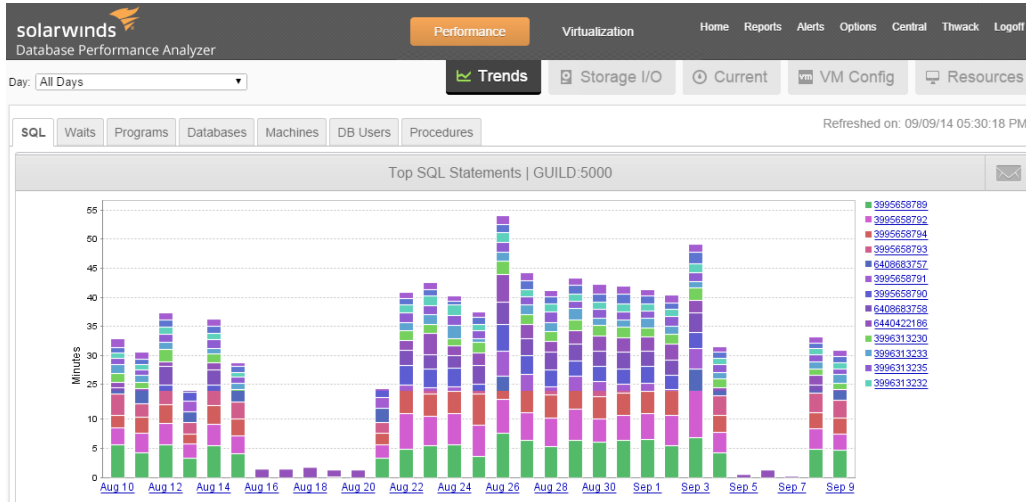 solarwinds
Database Performance Analyzer
Performance
Virtualization
Home Reports Alerts Options Central Thwack Logoff
Day: All Days
Trends
Storage I/O
Current
vm VM Config
Resources
SQL Waits Programs Databases Machines DB Users Procedures
Refreshed on: 09/09/14 05:30:18 PM
Top SQL Statements | GUILD:5000
Minutes
55
50
45
40
35
30
25
10
5
0
Aug 10 Aug 12 Aug 14 Aug 16 Aug 18 Aug 20 Aug 22 Aug 24 Aug 26 Aug 28 Aug 30 Sep 1 Sep 3 Sep 5 Sep 7 Sep 9
3995658789
3995658792
3995658794
3995658793
6408683757
3995658791
3995658790
6408683758
6440422186
3996313230
3996313233
3996313235
3996313232